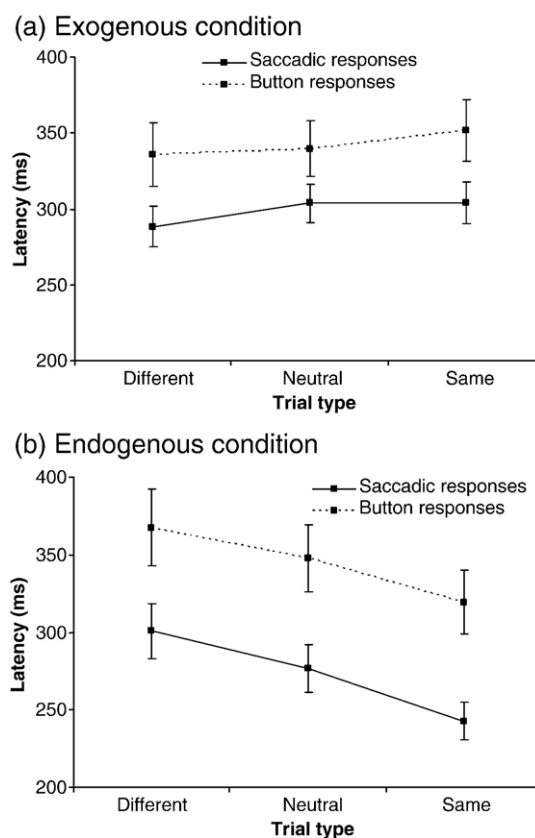 (a) Exogenous condition
400
Saccadic responses
Button responses
350
300
250
200
Latency (ms)
Different Neutral Same
Trial type
(b) Endogenous condition
400
Saccadic responses
Button responses
350
300
250
200
Latency (ms)
Different Neutral Same
Trial type